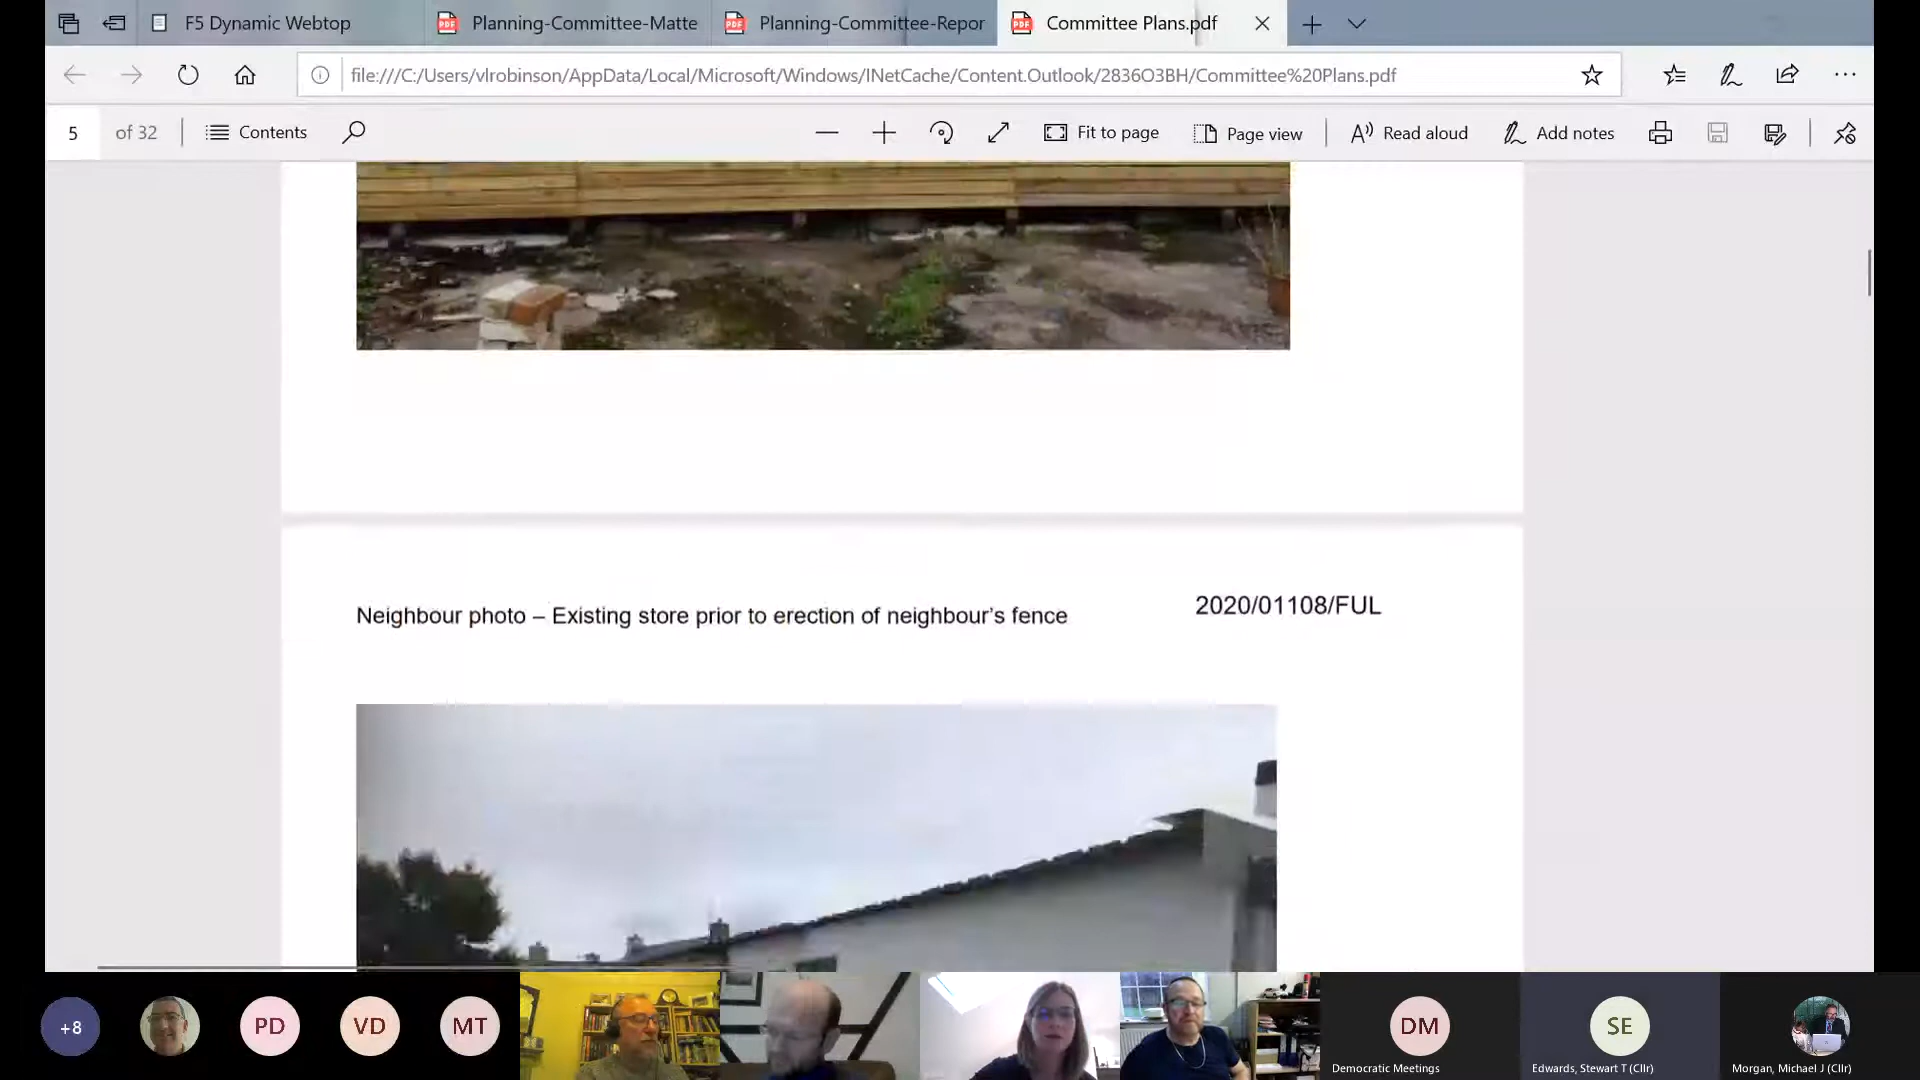 F5 Dynamic Webtop
Planning-Committee-Matte
Planning-Committee-Repor
Committee Plans.pdf
file:///C:/Users/vlrobinson/AppData/Local/Microsoft/Windows/INetCache/Content.Outlook/2836O3BH/Committee%20Plans.pdf
5 of 32
Contents
Fit to page
Page view
Read aloud
Add notes
Neighbour photo – Existing store prior to erection of neighbour's fence
2020/01108/FUL
+8
PD
VD
MT
DM
SE
Democratic Meetings
Edwards, Stewart T (Cllr)
Morgan, Michael J (Cllr)